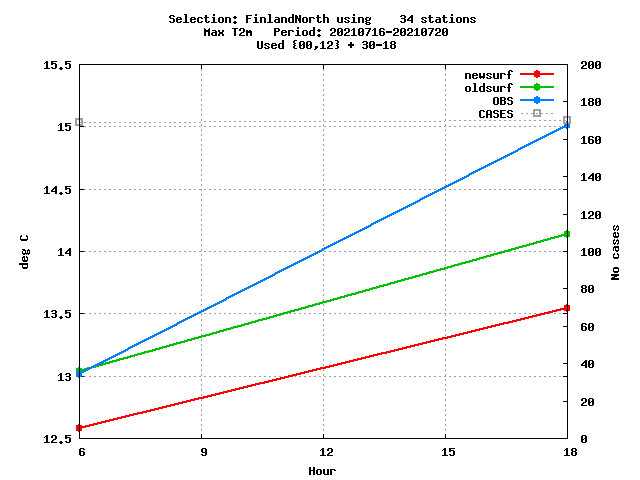 Selection: FinlandNorth using    34 stations
Max T2m   Period: 20210716-20210720
Used {00,12} + 30-18
newsurf
oldsurf
OBS
CASES
15.5
15
14.5
14
13.5
13
12.5
deg C
200
180
160
140
120
100
80
60
40
20
0
No cases
6
9
12
15
18
Hour